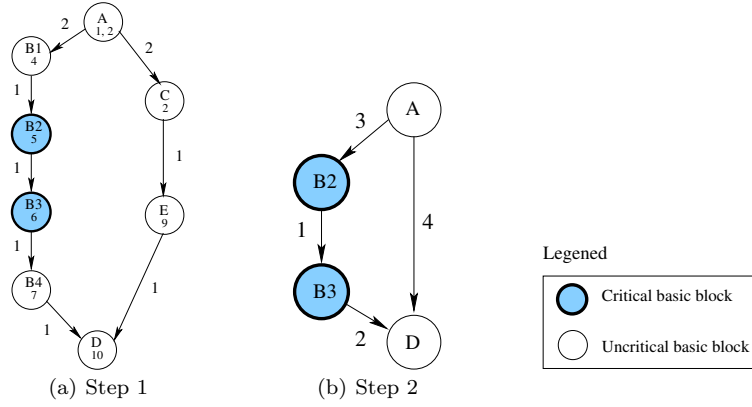 A
1, 2
2
2
B1
4
C
2
1
B2
5
1
1
B3
6
E
9
1
B4
7
1
1
D
10
(a) Step 1
A
3
B2
1
4
B3
2
D
(b) Step 2
Legened
Critical basic block
Uncritical basic block